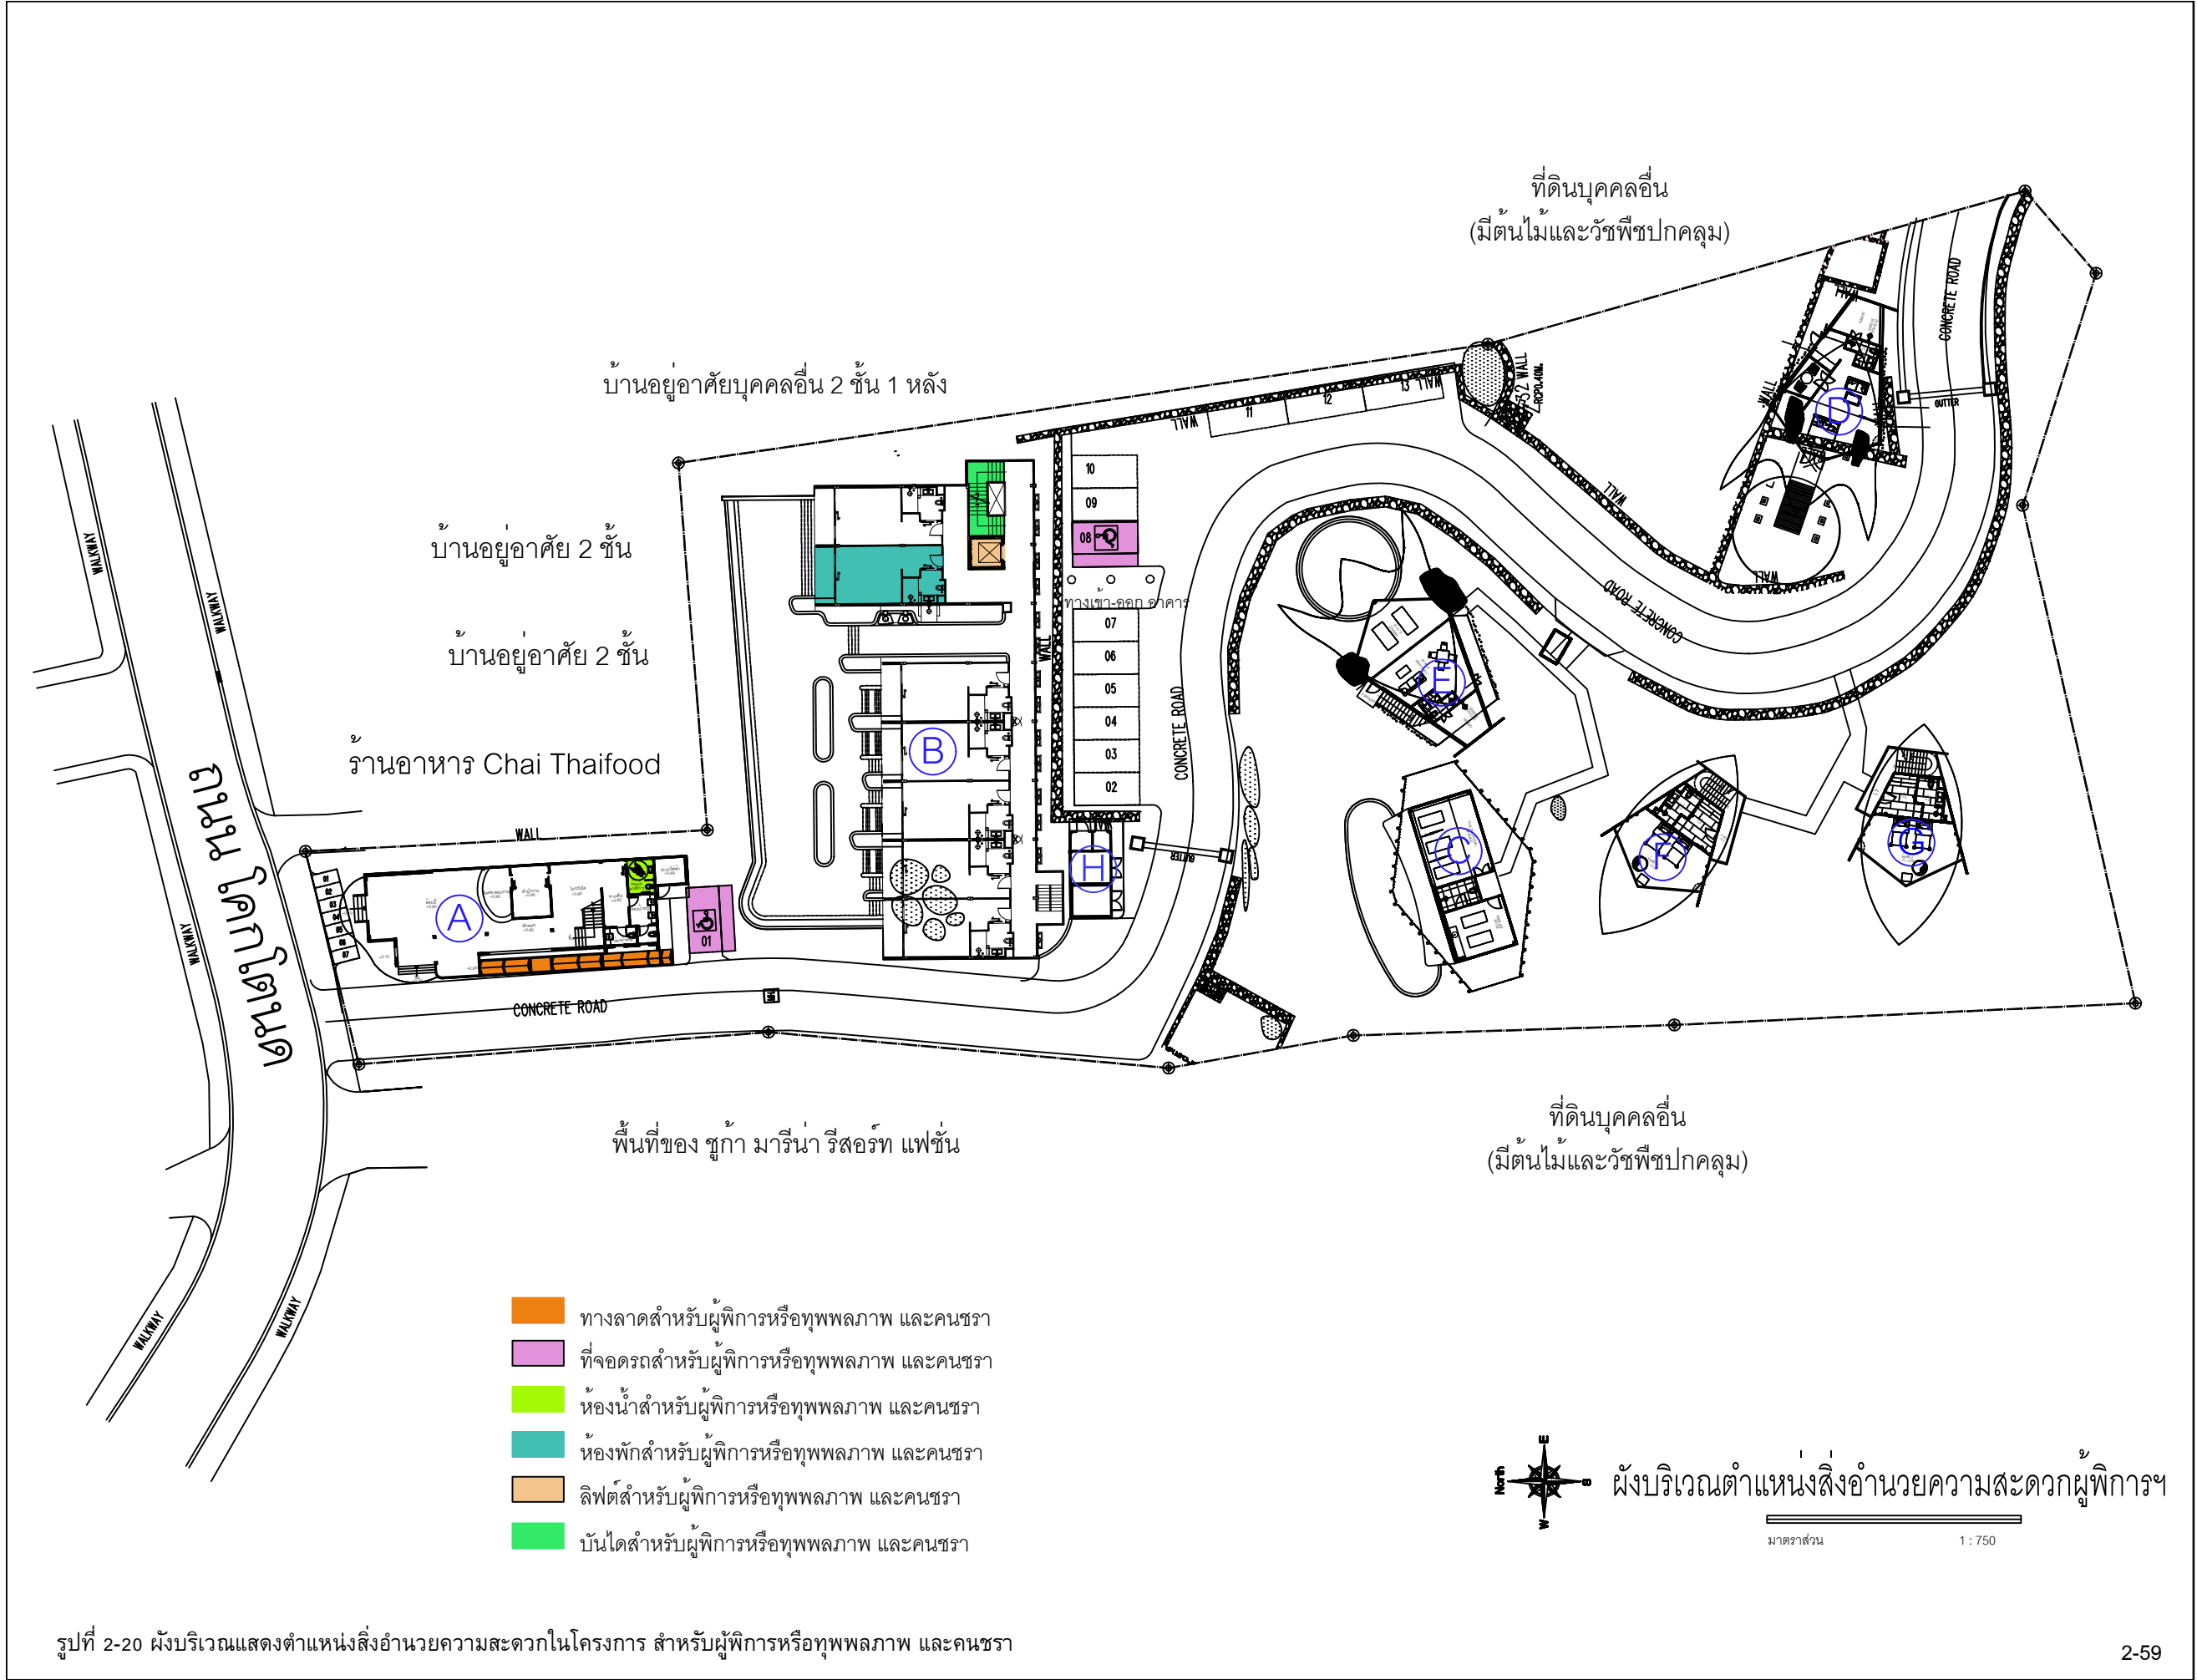 ที่ดินบุคคลอื่น
(มีต้นไม้และวัชพืชปกคลุม)
บ้านอยู่อาศัยบุคคลอื่น 2 ชั้น 1 หลัง
บ้านอยู่อาศัย 2 ชั้น
บ้านอยู่อาศัย 2 ชั้น
ร้านอาหาร Chai Thaifood
ถนนโคกโตนด
WALKWAY
WALKWAY
WALKWAY
WALKWAY
WALKWAY
WALKWAY
WALL
01
02
03
04
05
06
07
A
01
CONCRETE ROAD
MH
B
WALL
WALL
11
12
13
WALL
10
09
08
ทางเข้า-ออก อาคาร
07
06
05
04
03
02
WALL
H
GUTTER
CONCRETE ROAD
WALL
WALL
WALL
WALL
D
GUTTER
CONCRETE ROAD
CONCRETE ROAD
E
C
F
G
พื้นที่ของ ชูก้า มารีน่า รีสอร์ท แฟชั่น
ที่ดินบุคคลอื่น
(มีต้นไม้และวัชพืชปกคลุม)
ทางลาดสำหรับผู้พิการหรือทุพพลภาพ และคนชรา
ที่จอดรถสำหรับผู้พิการหรือทุพพลภาพ และคนชรา
ห้องน้ำสำหรับผู้พิการหรือทุพพลภาพ และคนชรา
ห้องพักสำหรับผู้พิการหรือทุพพลภาพ และคนชรา
ลิฟต์สำหรับผู้พิการหรือทุพพลภาพ และคนชรา
บันไดสำหรับผู้พิการหรือทุพพลภาพ และคนชรา
North
E
S
W
ผังบริเวณตำแหน่งสิ่งอำนวยความสะดวกผู้พิการฯ
มาตราส่วน 1 : 750
รูปที่ 2-20 ผังบริเวณแสดงตำแหน่งสิ่งอำนวยความสะดวกในโครงการ สำหรับผู้พิการหรือทุพพลภาพ และคนชรา
2-59